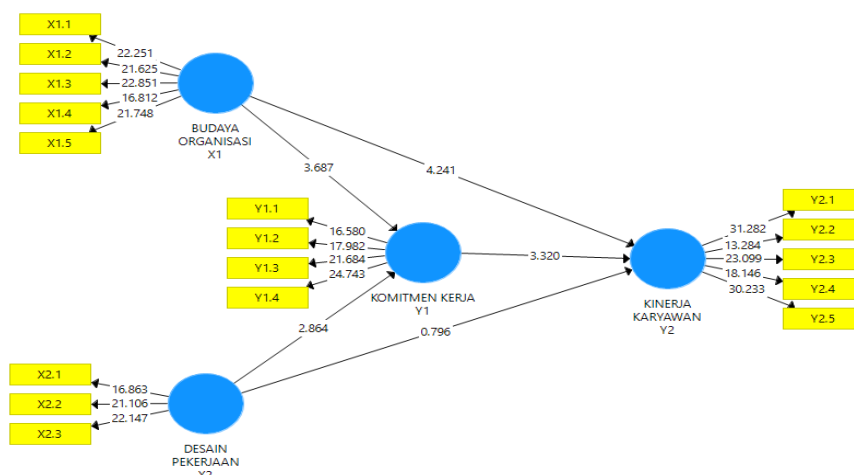 X1.1
X1.2
X1.3
X1.4
X1.5
22.251
21.625
22.851
16.812
21.748
BUDAYA
ORGANISASI
X1
3.687
4.241
Y1.1
Y1.2
Y1.3
Y1.4
16.580
17.982
21.684
24.743
KOMITMEN KERJA
Y1
3.320
2.864
0.796
Y2.1
Y2.2
Y2.3
Y2.4
Y2.5
31.282
13.284
23.099
18.146
30.233
KINERJA
KARYAWAN
Y2
X2.1
X2.2
X2.3
16.863
21.106
22.147
DESAIN
PEKERJAAN